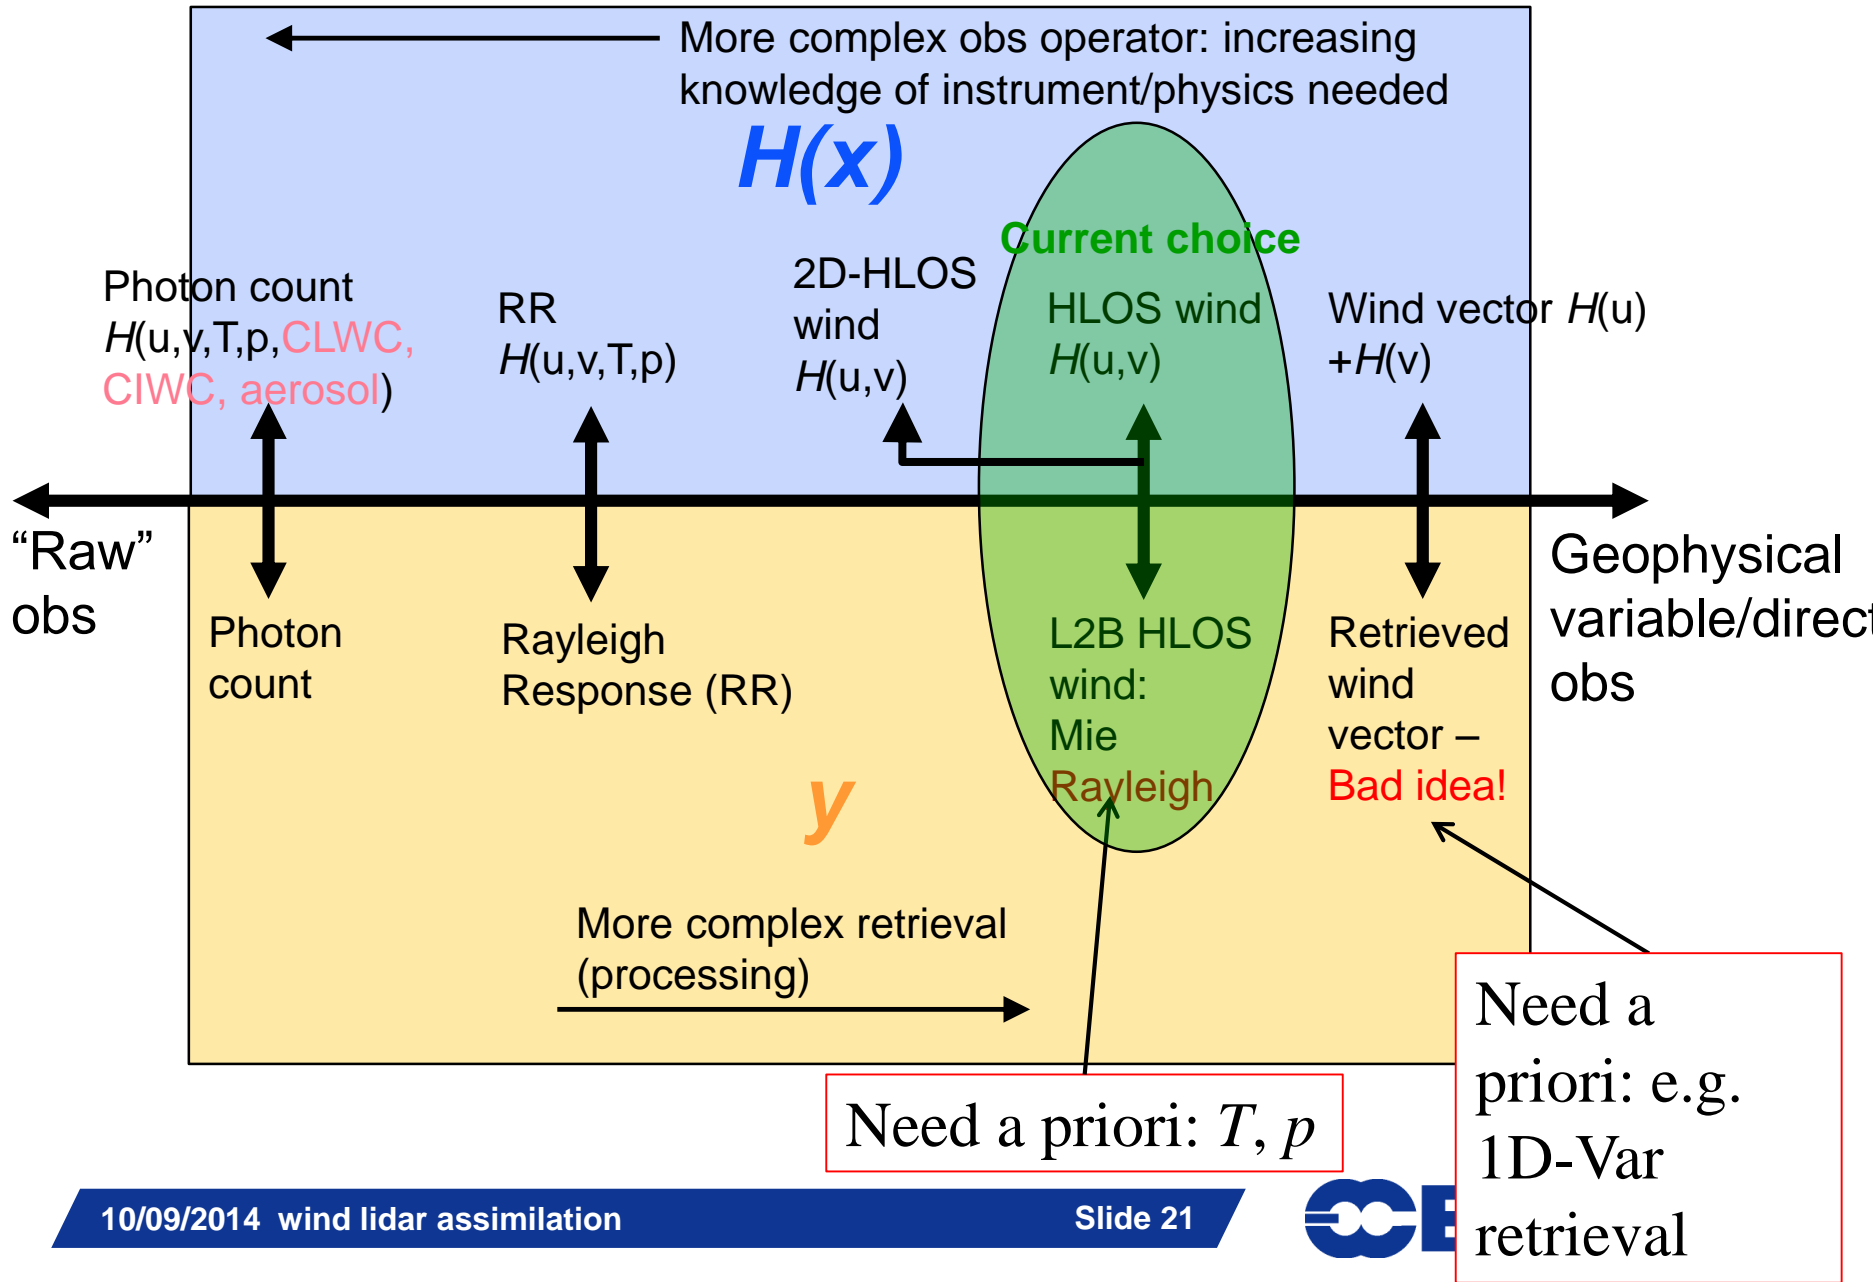 More complex obs operator: increasing
knowledge of instrument/physics needed
H(x)
Current choice
Photon count
H(u,v,T,p,CLWC,
CIWC, aerosol)
RR
H(u,v,T,p)
2D-HLOS
wind
H(u,v)
HLOS wind
H(u,v)
Wind vector H(u)
+H(v)
“Raw”
obs
Geophysical
variable/direct
obs
Photon
count
Rayleigh
Response (RR)
L2B HLOS
wind:
Mie
Rayleigh
Retrieved
wind
vector –
Bad idea!
y
More complex retrieval
(processing)
Need a priori: T, p
Need a
priori: e.g.
1D-Var
retrieval
10/09/2014 wind lidar assimilation
Slide 21